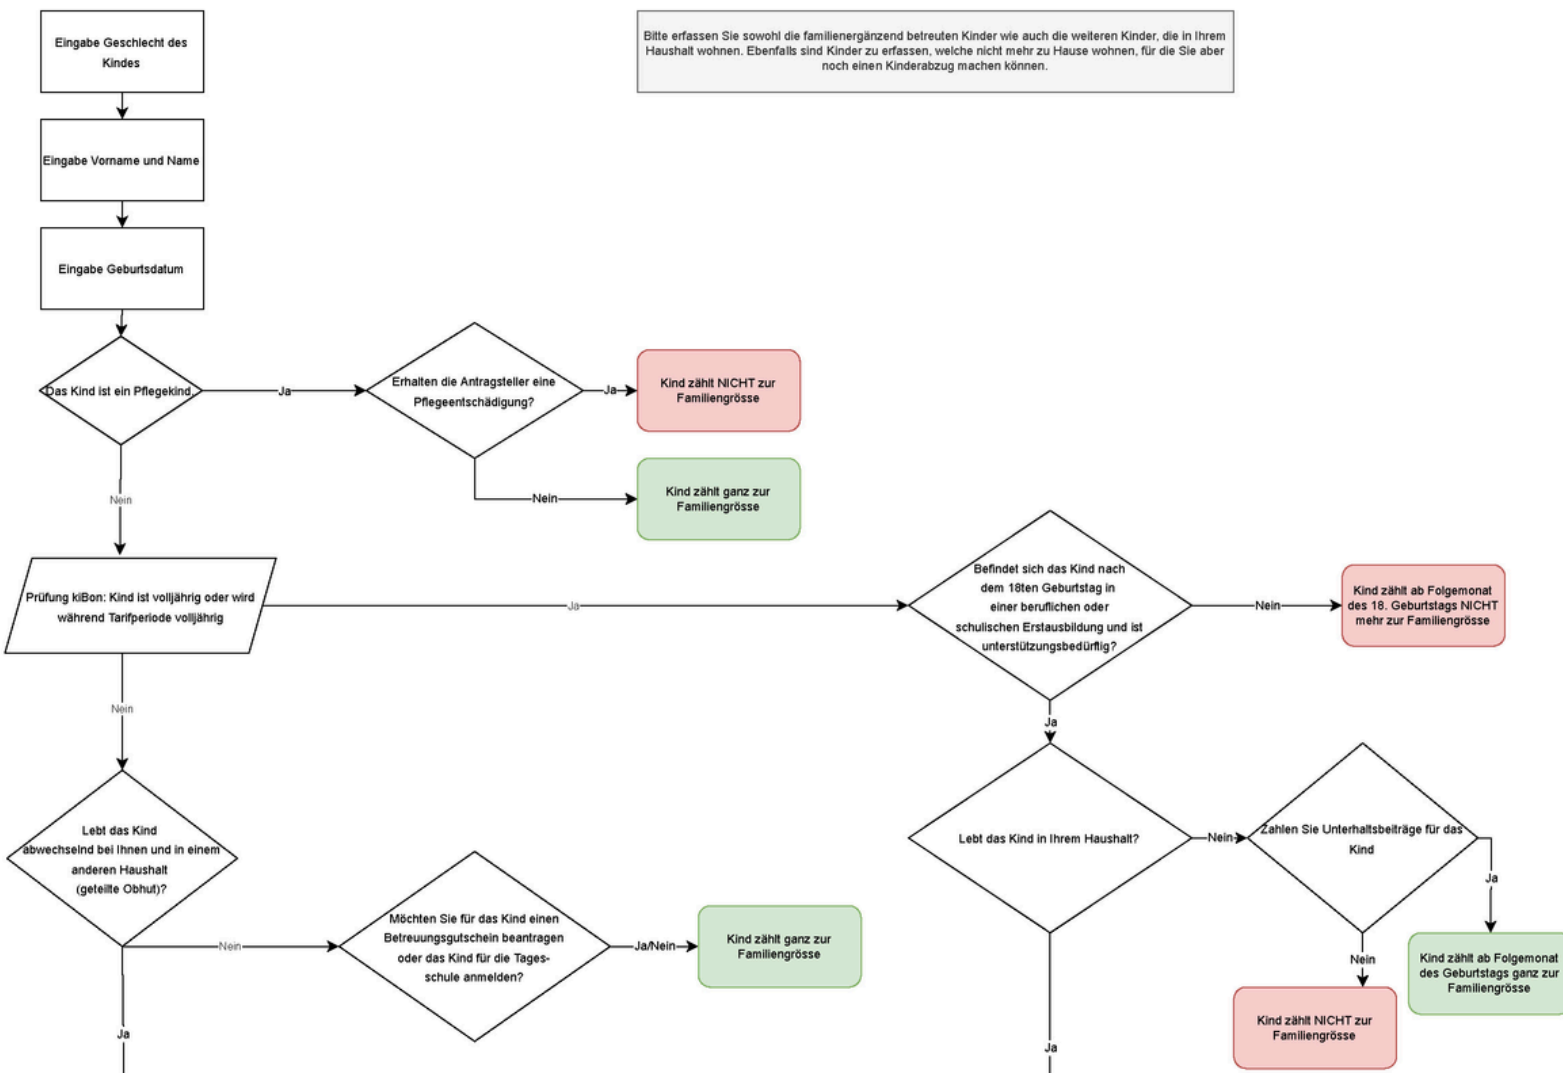 Eingabe Geschlecht des
Kindes
Bitte erfassen Sie sowohl die familienergänzend betreuten Kinder wie auch die weiteren Kinder, die in Ihrem
Haushalt wohnen. Ebenfalls sind Kinder zu erfassen, welche nicht mehr zu Hause wohnen, für die Sie aber
noch einen Kinderabzug machen können.
Eingabe Vorname und Name
Eingabe Geburtsdatum
Das Kind ist ein Pflegekind.
Ja
Erhalten die Antragsteller eine
Pflegeentschädigung?
Ja
Kind zählt NICHT zur
Familiengrösse
Nein
Kind zählt ganz zur
Familiengrösse
Nein
Prüfung kiBon: Kind ist volljährig oder wird
während Tarifperiode volljährig
Ja
Befindet sich das Kind nach
dem 18ten Geburtstag in
einer beruflichen oder
schulischen Erstausbildung und ist
unterstützungsbedürftig?
Nein
Kind zählt ab Folgemonat
des 18. Geburtstags NICHT
mehr zur Familiengrösse
Nein
Ja
Lebt das Kind
abwechselnd bei Ihnen und in einem
anderen Haushalt
(geteilte Obhut)?
Lebt das Kind in Ihrem Haushalt?
Nein
Zahlen Sie Unterhaltsbeiträge für das
Kind
Ja
Nein
Möchten Sie für das Kind einen
Betreuungsgutschein beantragen
oder das Kind für die Tages-
schule anmelden?
Ja/Nein
Kind zählt ganz zur
Familiengrösse
Nein
Kind zählt ab Folgemonat
des Geburtstags ganz zur
Familiengrösse
Kind zählt NICHT zur
Familiengrösse
Ja
Ja